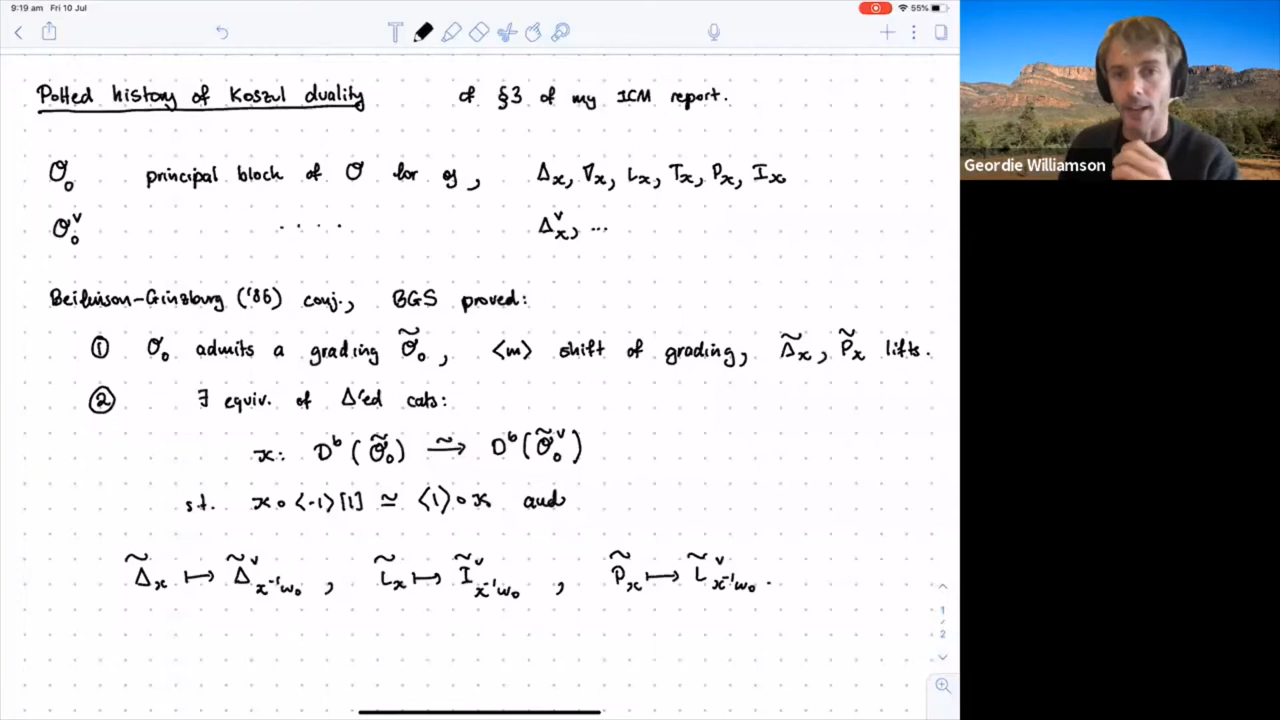 9:19 am Fri 10 Jul
55%
Potted history of Koszul duality cf §3 of my ICM report.
Geordie Williamson
𝒪₀ principal block of 𝒪 for 𝔤, Δₓ, ∇ₓ, Lₓ, Tₓ, Pₓ, Iₓ
𝒪₀^∨ .... Δₓ^∨, ...
Beilinson-Ginzburg ('86) conj., BGS proved:
① 𝒪₀ admits a grading 𝒪̃₀, <m> shift of grading, Δ̃ₓ, P̃ₓ lifts.
② ∃ equiv. of Δ'ed cats:
ϰ: D^b(𝒪̃₀) ⥲ D^b(𝒪̃₀^∨)
s.t. ϰ∘<-1>[1] ≃ <1>∘ϰ and
Δ̃ₓ ↦ Δ̃^∨_{x⁻¹w₀}, L̃ₓ ↦ Ĩ^∨_{x⁻¹w₀}, P̃ₓ ↦ L̃^∨_{x⁻¹w₀}.
1
/
2